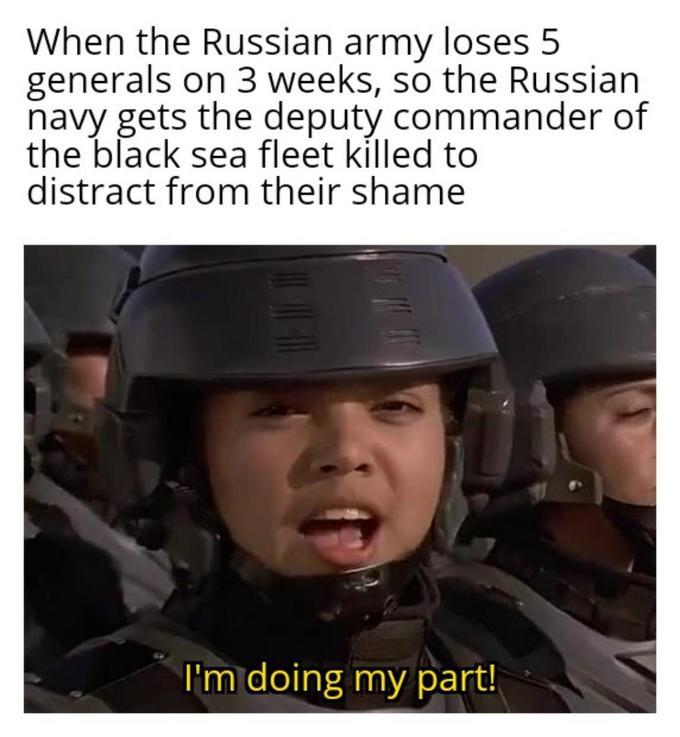 When the Russian army loses 5
generals on 3 weeks, so the Russian
navy gets the deputy commander of
the black sea fleet killed to
distract from their shame
I'm doing my part!